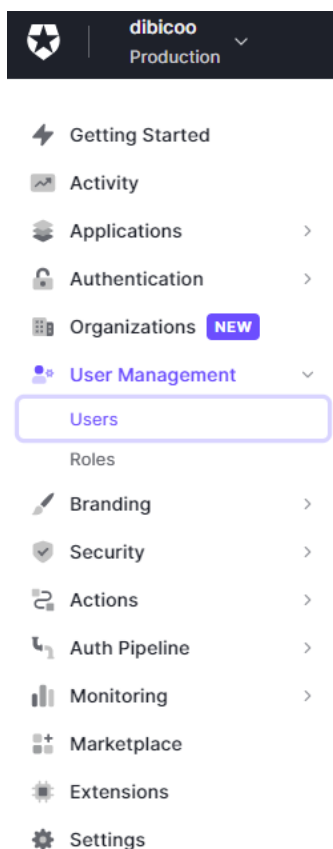 dibicoo
Production
Getting Started
Activity
Applications
Authentication
Organizations NEW
User Management
Users
Roles
Branding
Security
Actions
Auth Pipeline
Monitoring
Marketplace
Extensions
Settings